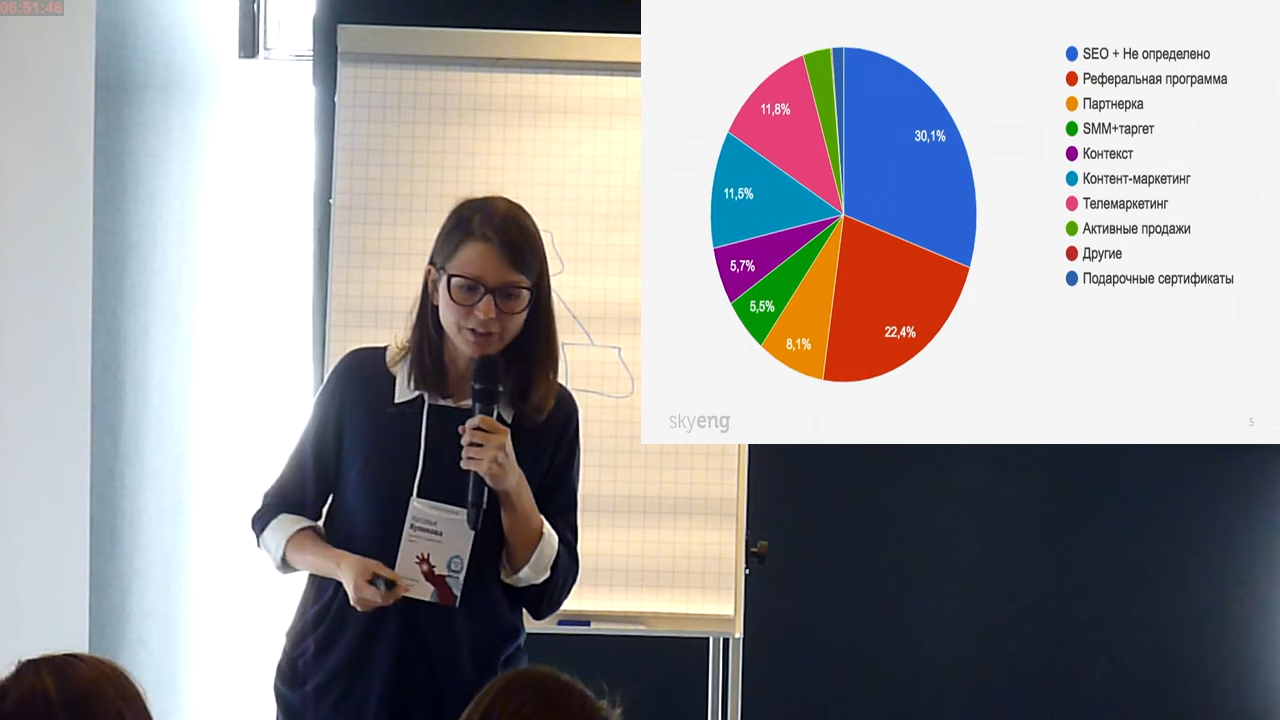 06:51:46
SEO + Не определено
Реферальная программа
Партнерка
SMM+таргет
Контекст
Контент-маркетинг
Телемаркетинг
Активные продажи
Другие
Подарочные сертификаты
30,1%
22,4%
8,1%
5,5%
5,7%
11,5%
11,8%
skyeng
5
Наталья